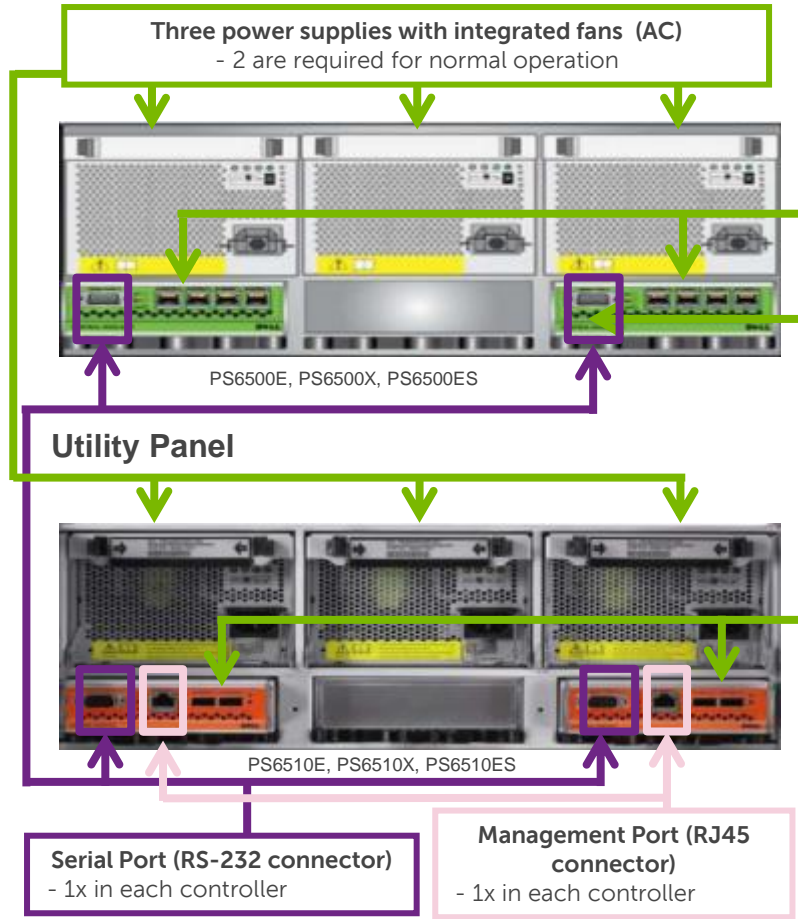 Three power supplies with integrated fans (AC)
- 2 are required for normal operation
DELL
DELL
PS6500E, PS6500X, PS6500ES
Utility Panel
PS6510E, PS6510X, PS6510ES
Serial Port (RS-232 connector)
- 1x in each controller
Management Port (RJ45
connector)
- 1x in each controller